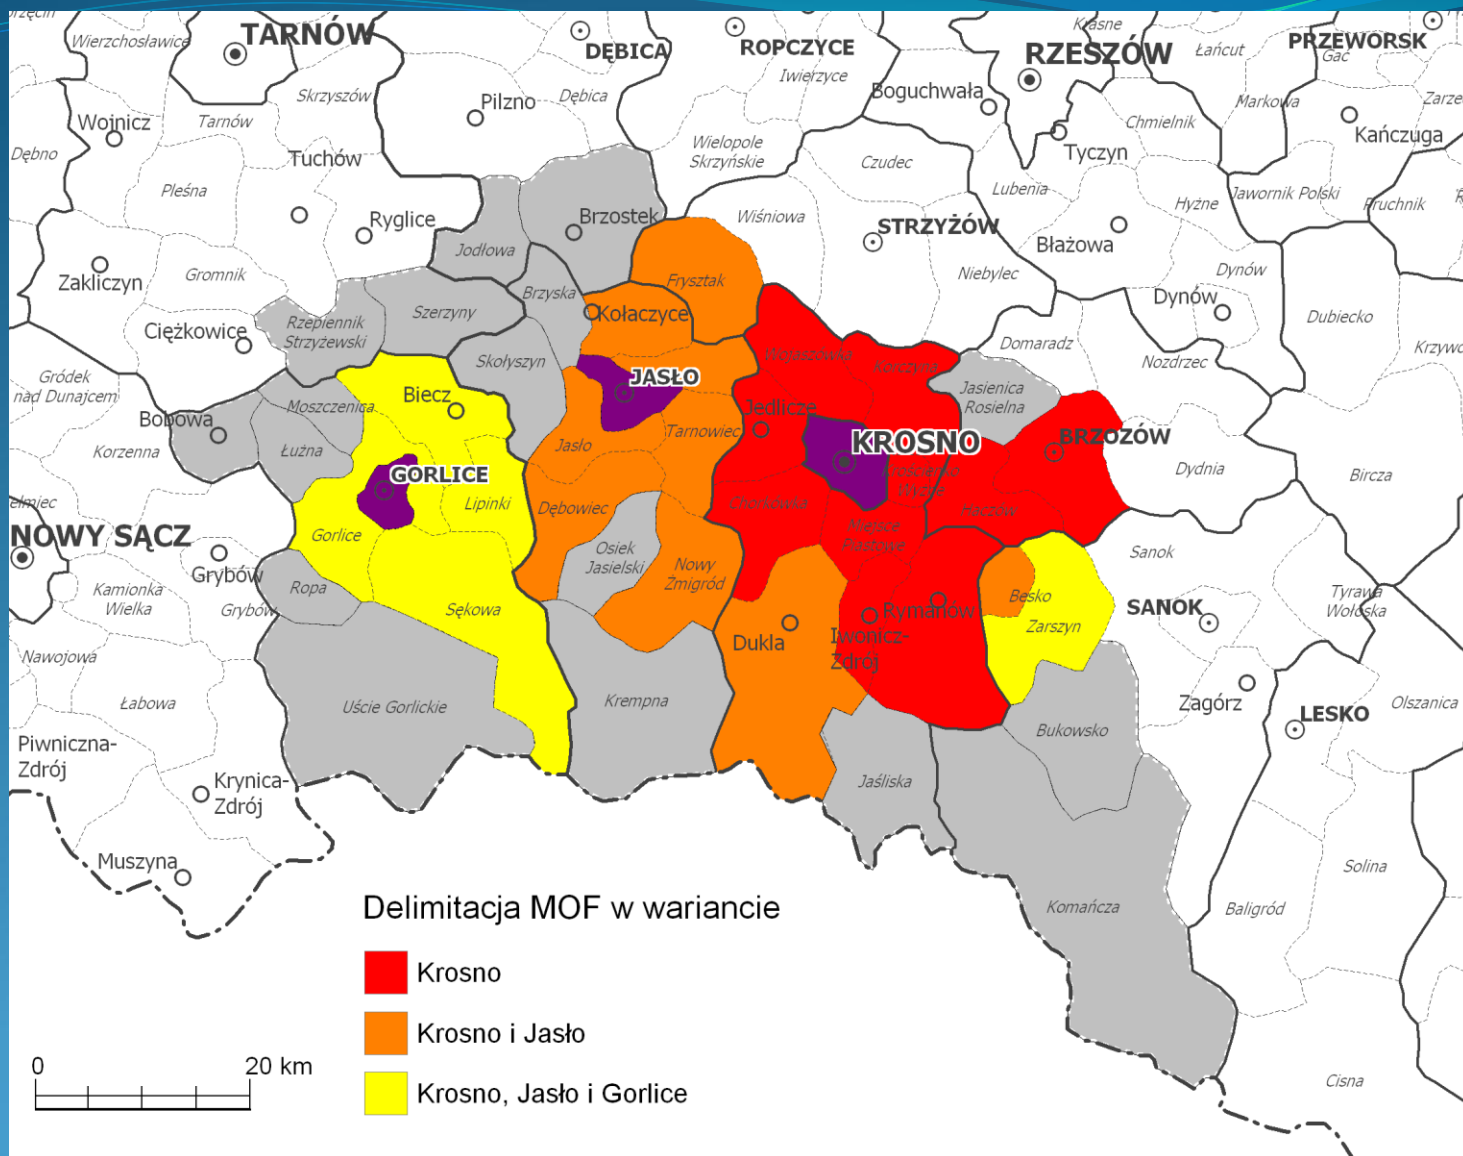 orzęcin
Wierzchosławice
TARNÓW
DĘBICA
ROPCZYCE
Iwierzyce
Krasne
RZESZÓW
Łańcut
PRZEWORSK
Gać
Skrzyszów
Pilzno
Dębica
Boguchwała
Markowa
Zarze
Wojnicz
Tarnów
Chmielnik
Kańczuga
Dębno
Tuchów
Wielopole
Skrzyńskie
Czudec
Tyczyn
Pleśna
Lubenia
Hyżne
Jawornik Polski
Pruchnik
Ryglice
Brzostek
Wiśniowa
STRZYŻÓW
Błażowa
Jodłowa
Zakliczyn
Gromnik
Frysztak
Niebylec
Dynów
Brzyska
Dynów
Ciężkowice
Rzepiennik
Strzyżewski
Szerzyny
Kołaczyce
Dubiecko
Domaradz
Krzywc
Skołyszyn
Wojaszówka
Korczyna
Nozdrzec
Gródek
nad Dunajcem
JASŁO
Jasienica
Rosielna
Biecz
Moszczenica
Bobowa
Jedlicze
Tarnowiec
KROSNO
BRZOZÓW
Korzenna
Łużna
Jasło
Dydnia
Bircza
GORLICE
Krościenko
Wyżne
ełmiec
Lipinki
Dębowiec
Chorkówka
Haczów
NOWY SĄCZ
Gorlice
Miejsce
Piastowe
Osiek
Jasielski
Sanok
Grybów
Nowy
Żmigród
Kamionka
Wielka
Ropa
Besko
Tyrawa
Wołoska
Grybów
Sękowa
Rymanów
SANOK
Dukla
Iwonicz-
Zdrój
Zarszyn
Nawojowa
Łabowa
Uście Gorlickie
Krempna
Zagórz
Olszanica
LESKO
Bukowsko
Piwniczna-
Zdrój
Krynica-
Zdrój
Jaśliska
Muszyna
Solina
Komańcza
Baligród
Delimitacja MOF w wariancie
Krosno
Krosno i Jasło
Krosno, Jasło i Gorlice
0 20 km
Cisna